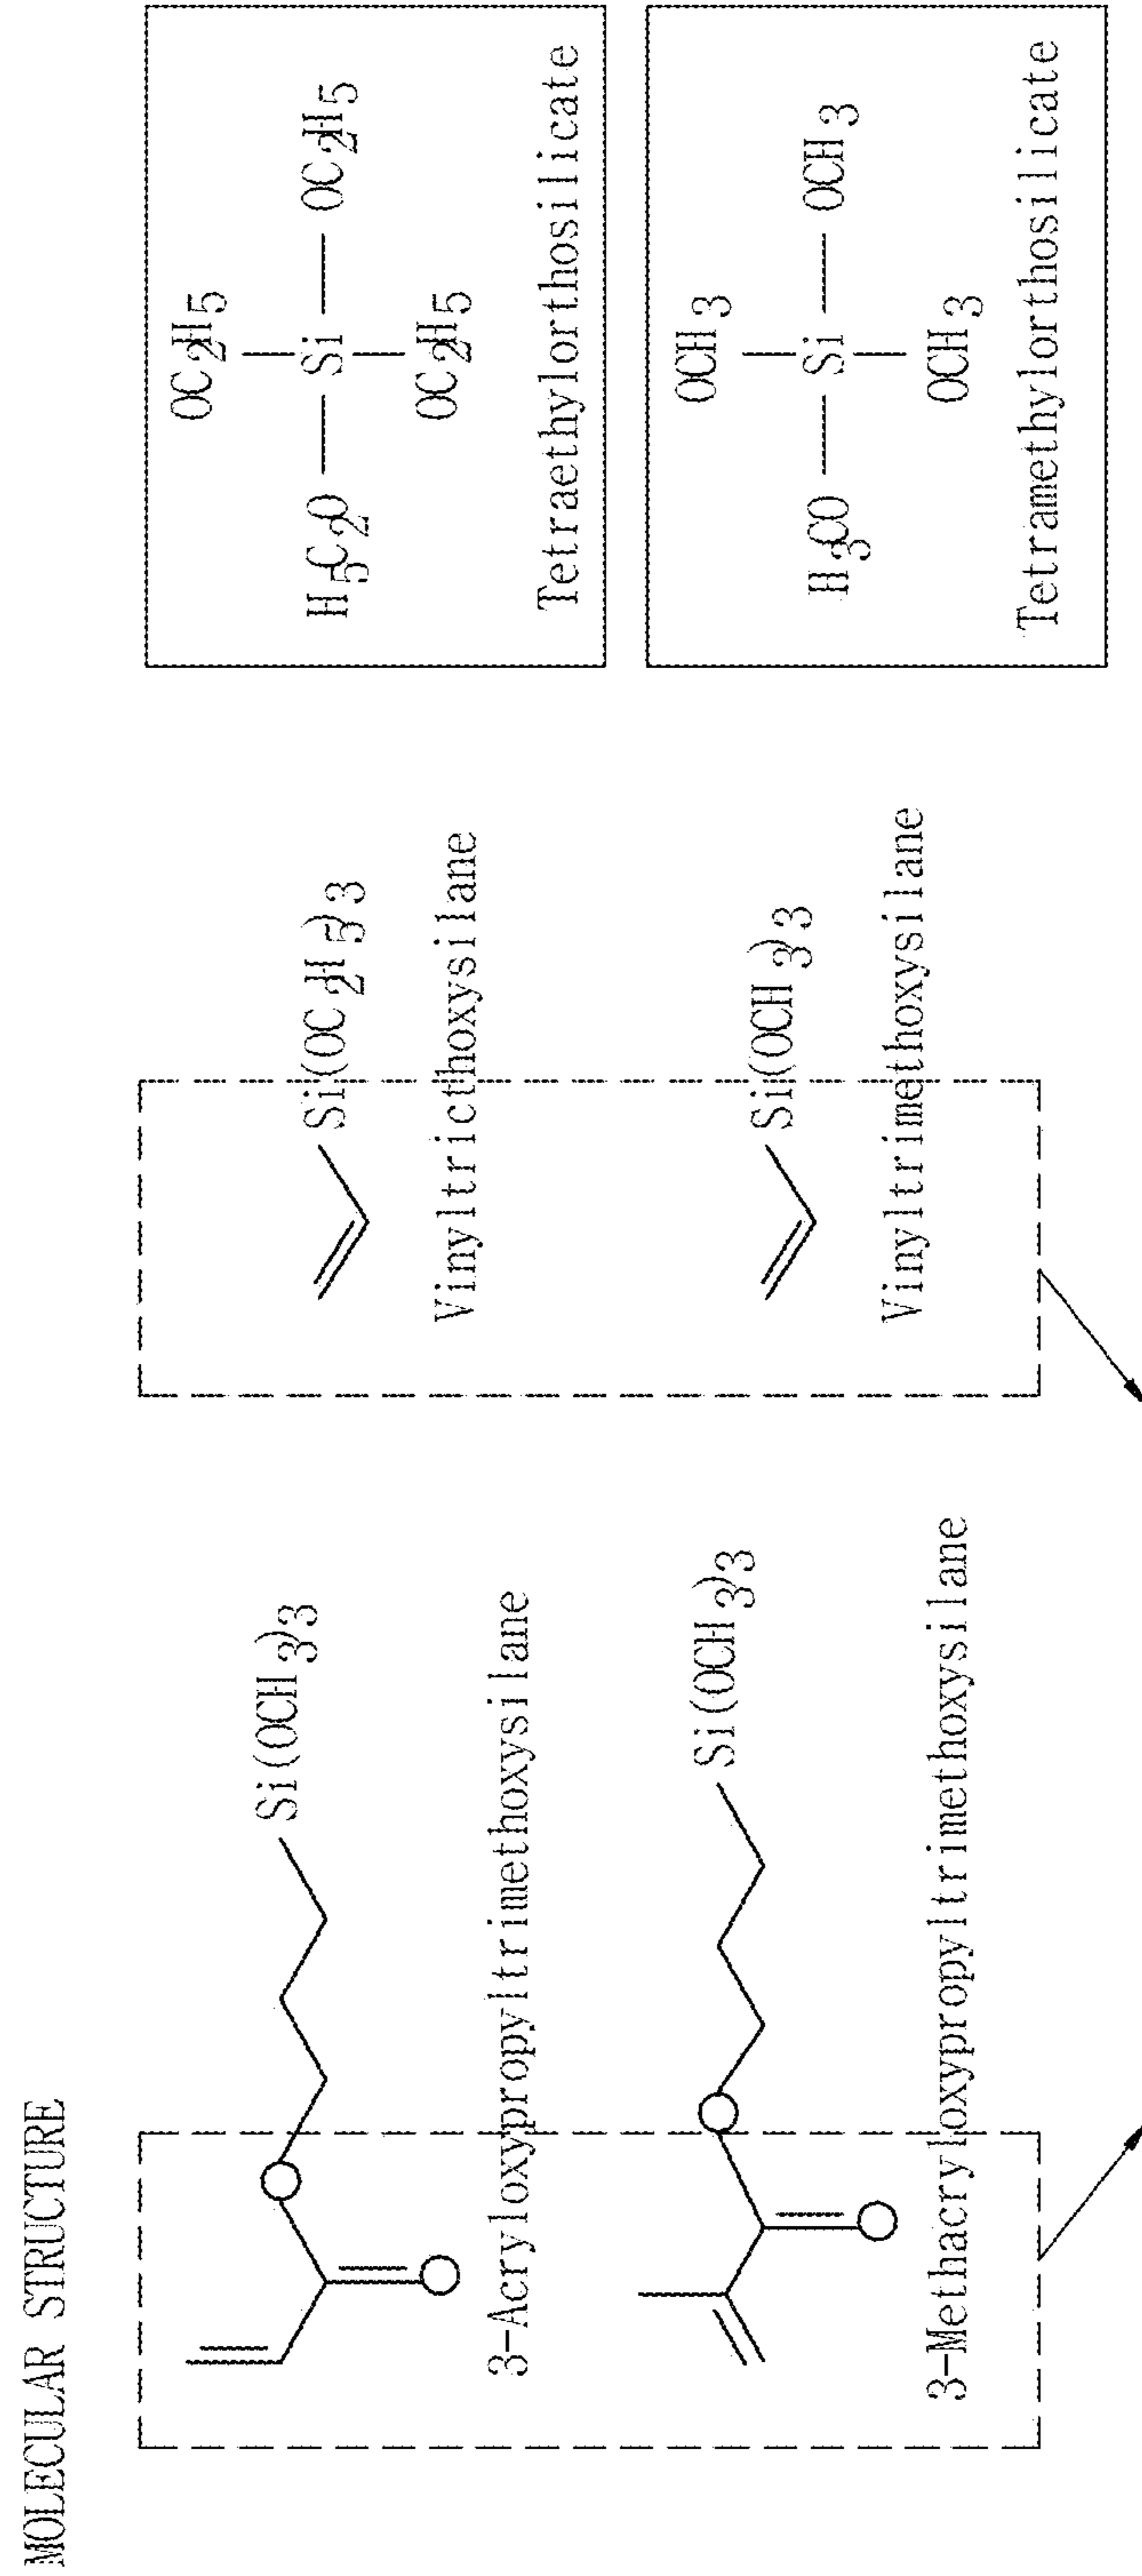 MOLECULAR STRUCTURE
Si(OCH3)3
O
O
3-Acryloxypropyltrimethoxysilane
Si(OCH3)3
O
O
3-Methacryloxypropyltrimethoxysilane
Si(OC2H5)3
Vinyltricthoxysilane
Si(OCH3)3
Vinyltrimethoxysilane
OC2H5
H5C2O Si OC2H5
OC2H5
Tetraethylorthosilicate
OCH3
H3CO Si OCH3
OCH3
Tetramethylorthosilicate